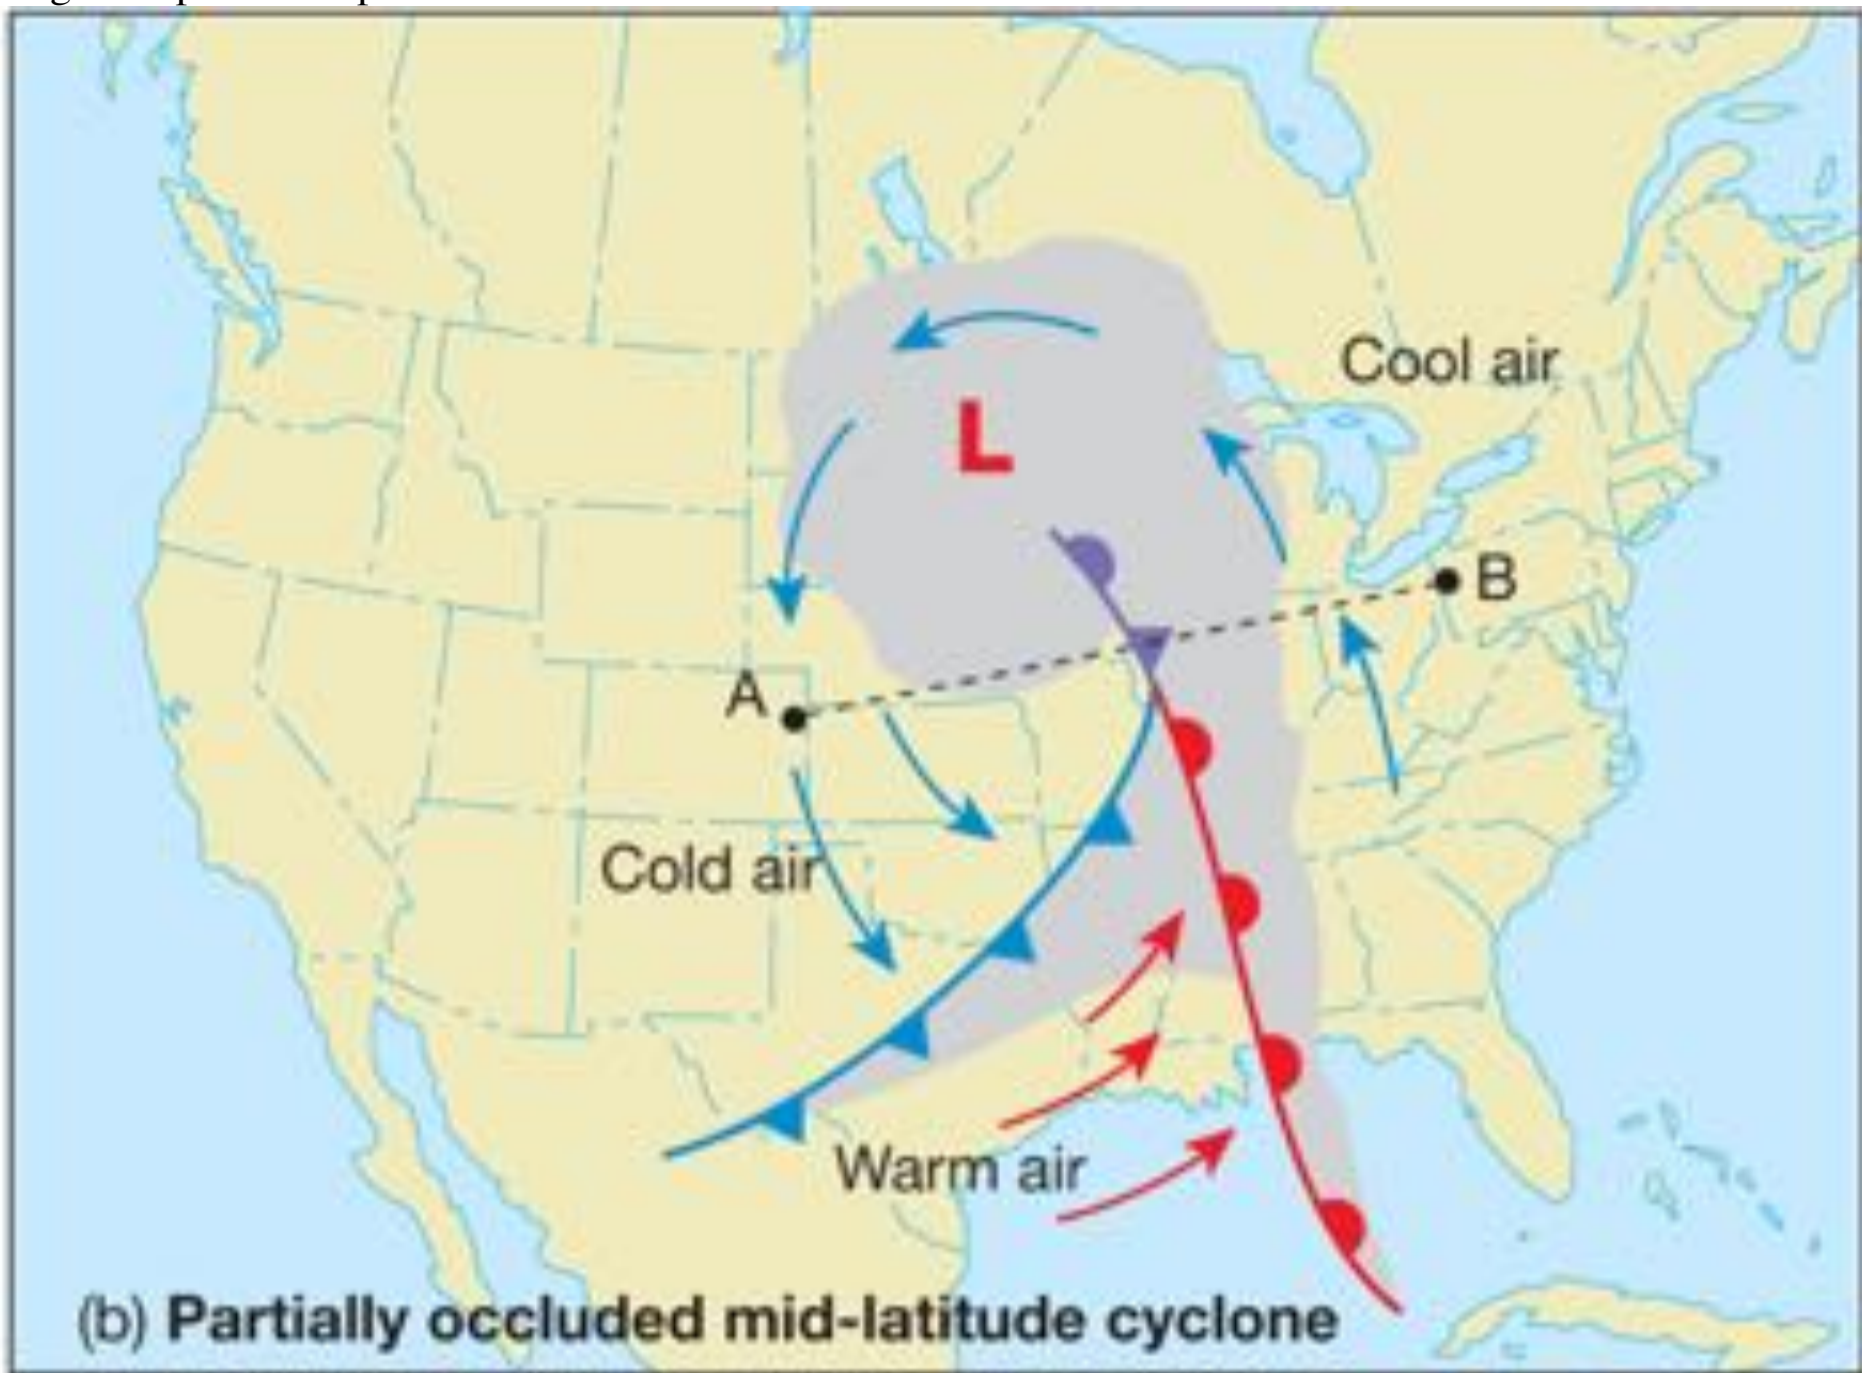 Cool air
L
B
A
Cold air
Warm air
(b) Partially occluded mid-latitude cyclone